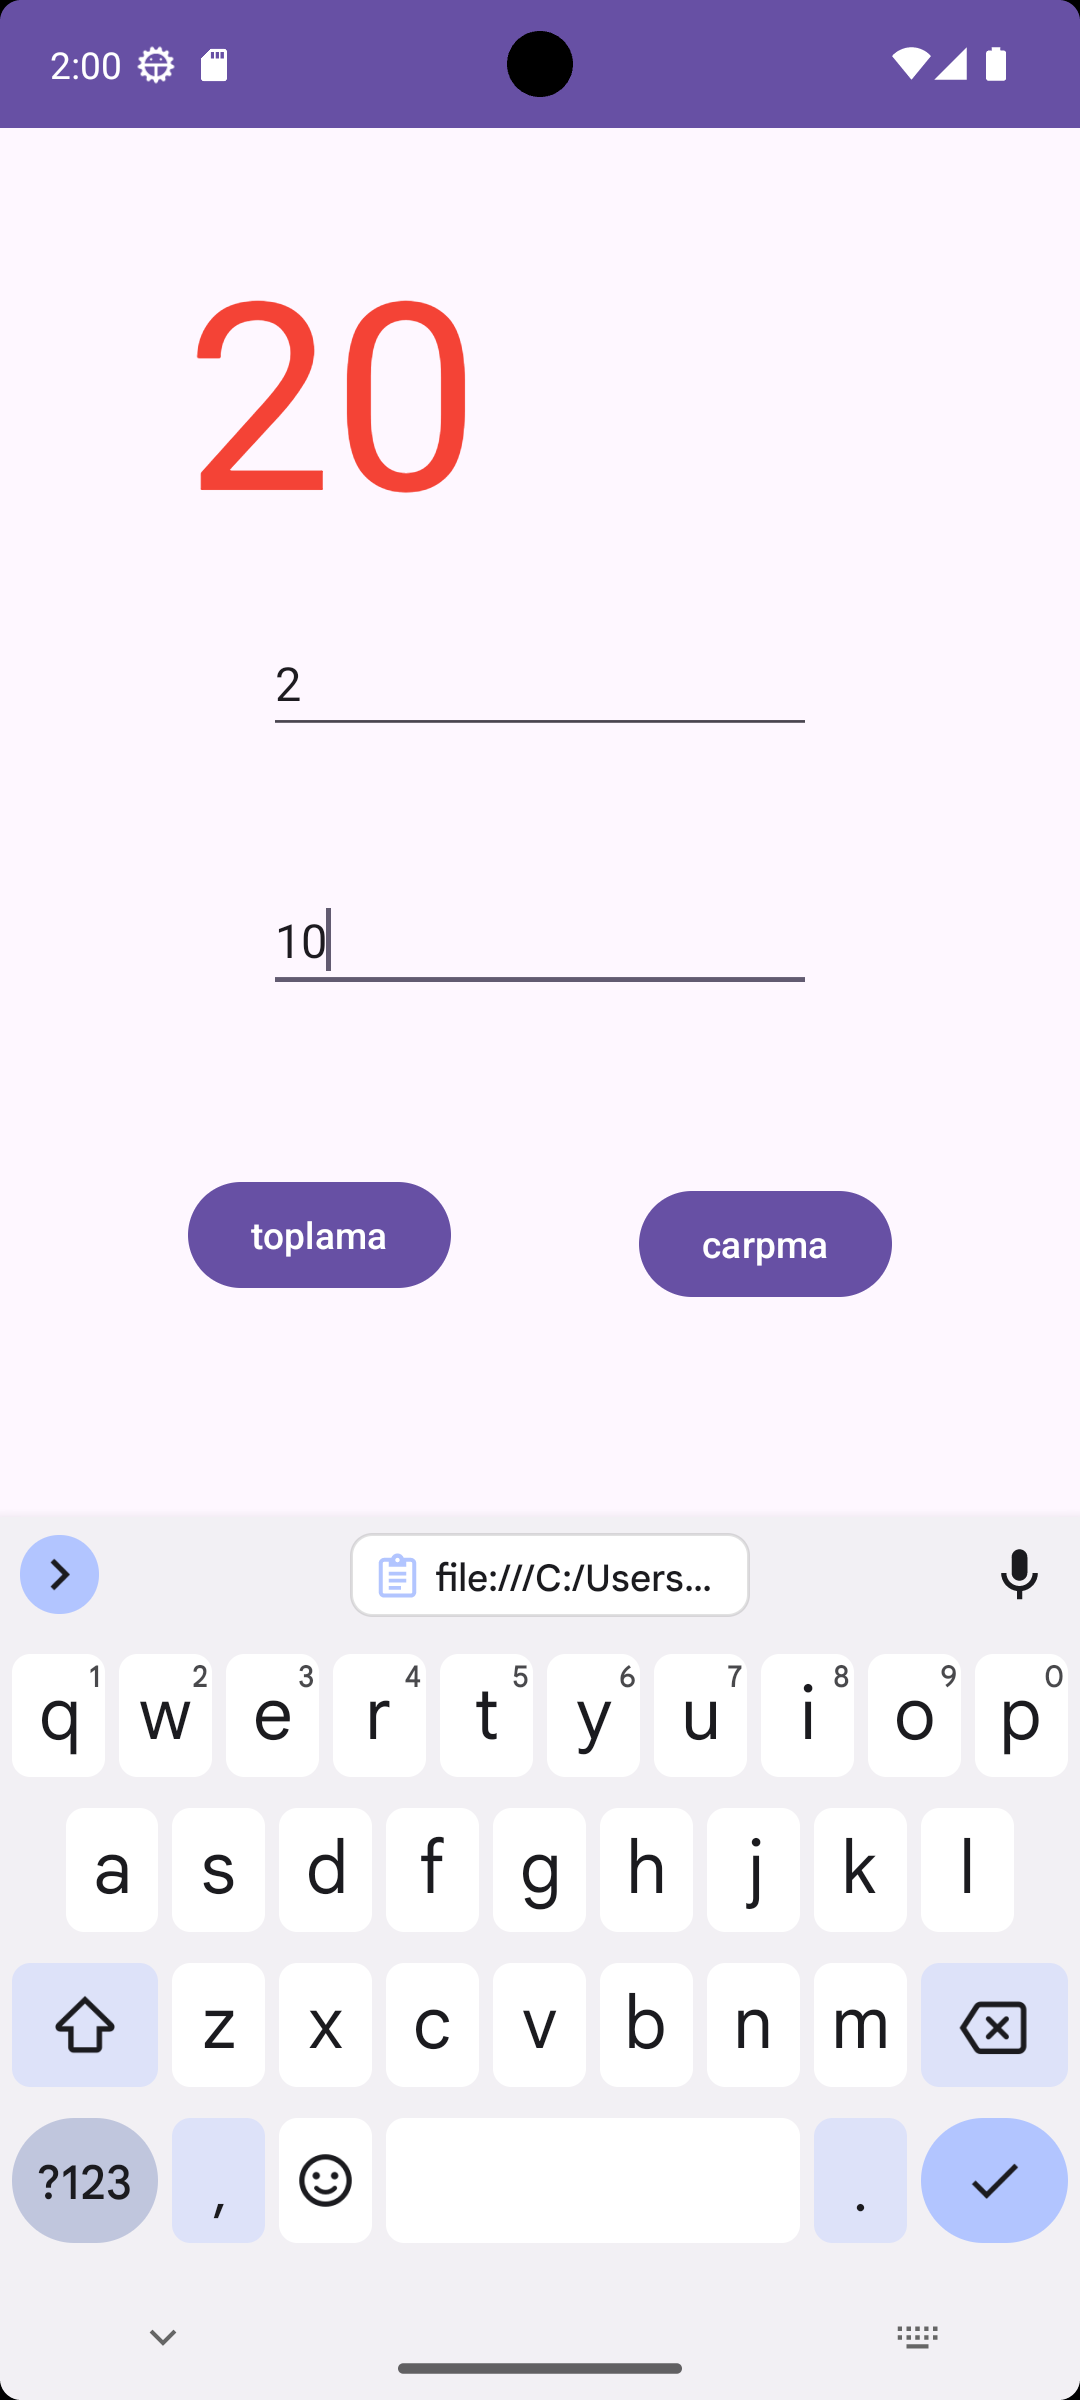 2:00
20
2
10
toplama
carpma
file:///C:/Users...
1 2 3 4 5 6 7 8 9 0
q w e r t y u i o p
a s d f g h j k l
z x c v b n m
?123 , .